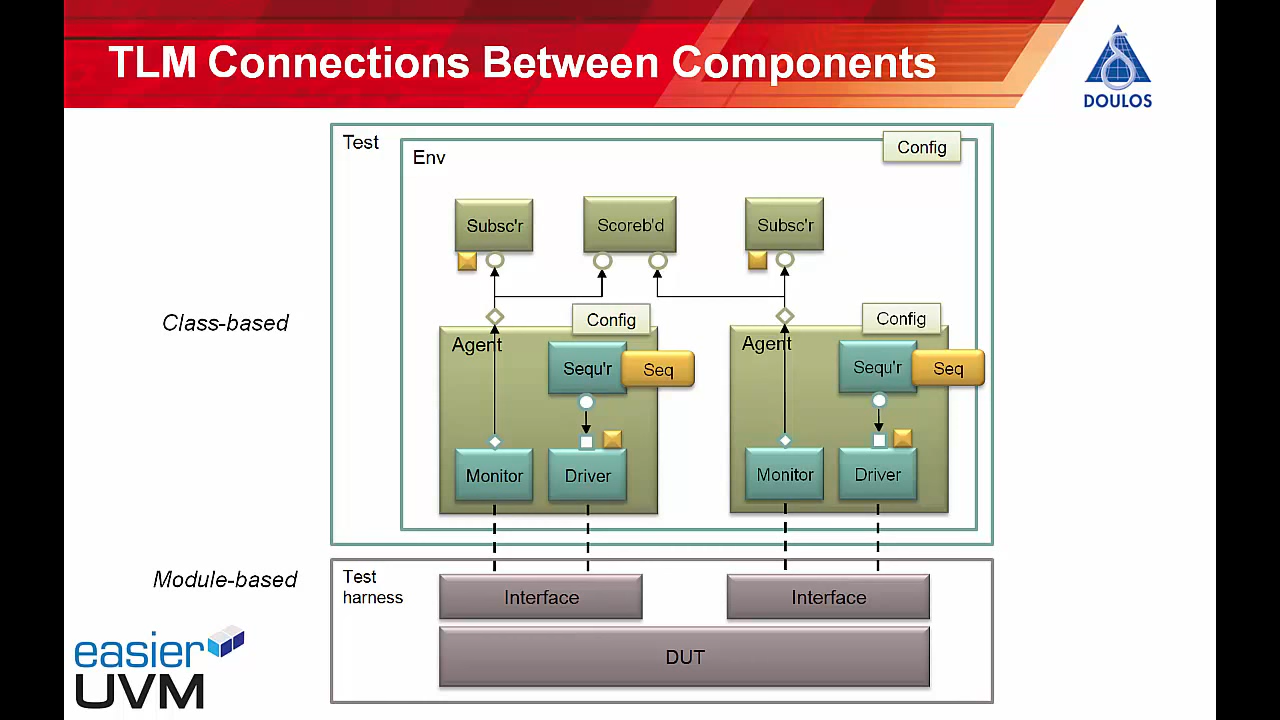 TLM Connections Between Components
DOULOS
Test
Config
Env
Subsc'r
Scoreb'd
Subsc'r
Class-based
Config
Config
Agent
Agent
Sequ'r
Seq
Sequ'r
Seq
Monitor
Driver
Monitor
Driver
Module-based
Test
harness
Interface
Interface
DUT
easier
UVM